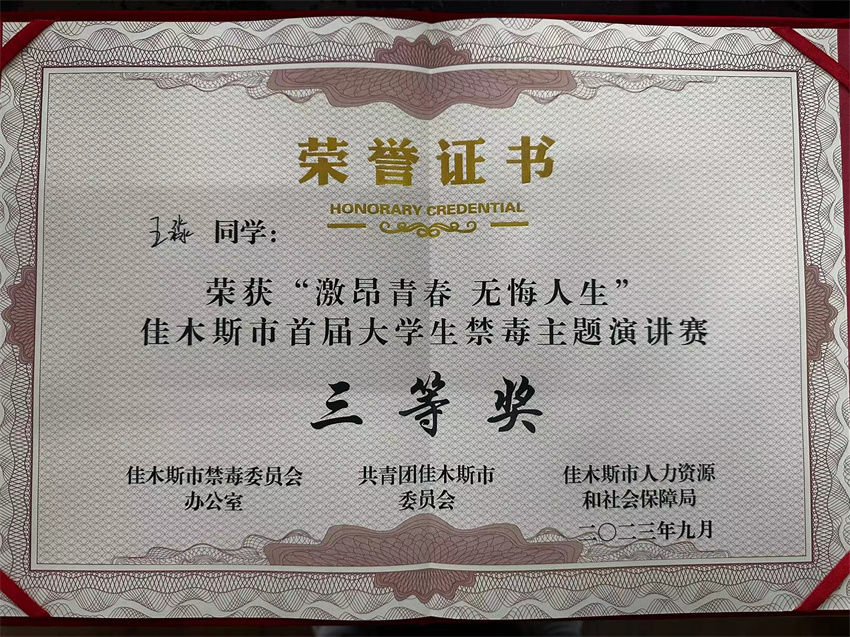 荣誉证书
HONORARY CREDENTIAL
王淼 同学：
荣获“激昂青春 无悔人生”
佳木斯市首届大学生禁毒主题演讲赛
三等奖
佳木斯市禁毒委员会
办公室
共青团佳木斯市
委员会
佳木斯市人力资源
和社会保障局
二〇二三年九月